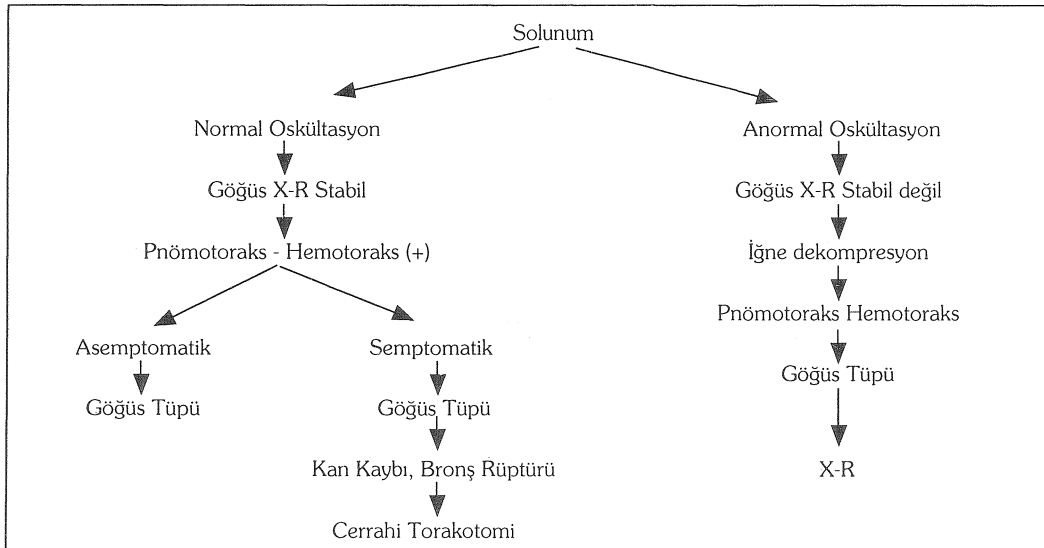 Solunum
Normal Oskültasyon
Anormal Oskültasyon
Göğüs X-R Stabil
Göğüs X-R Stabil değil
Pnömotoraks - Hemotoraks (+)
İğne dekompresyon
Pnömotoraks Hemotoraks
Asemptomatik
Semptomatik
Göğüs Tüpü
Göğüs Tüpü
Göğüs Tüpü
Kan Kaybı, Bronş Rüptürü
X-R
Cerrahi Torakotomi